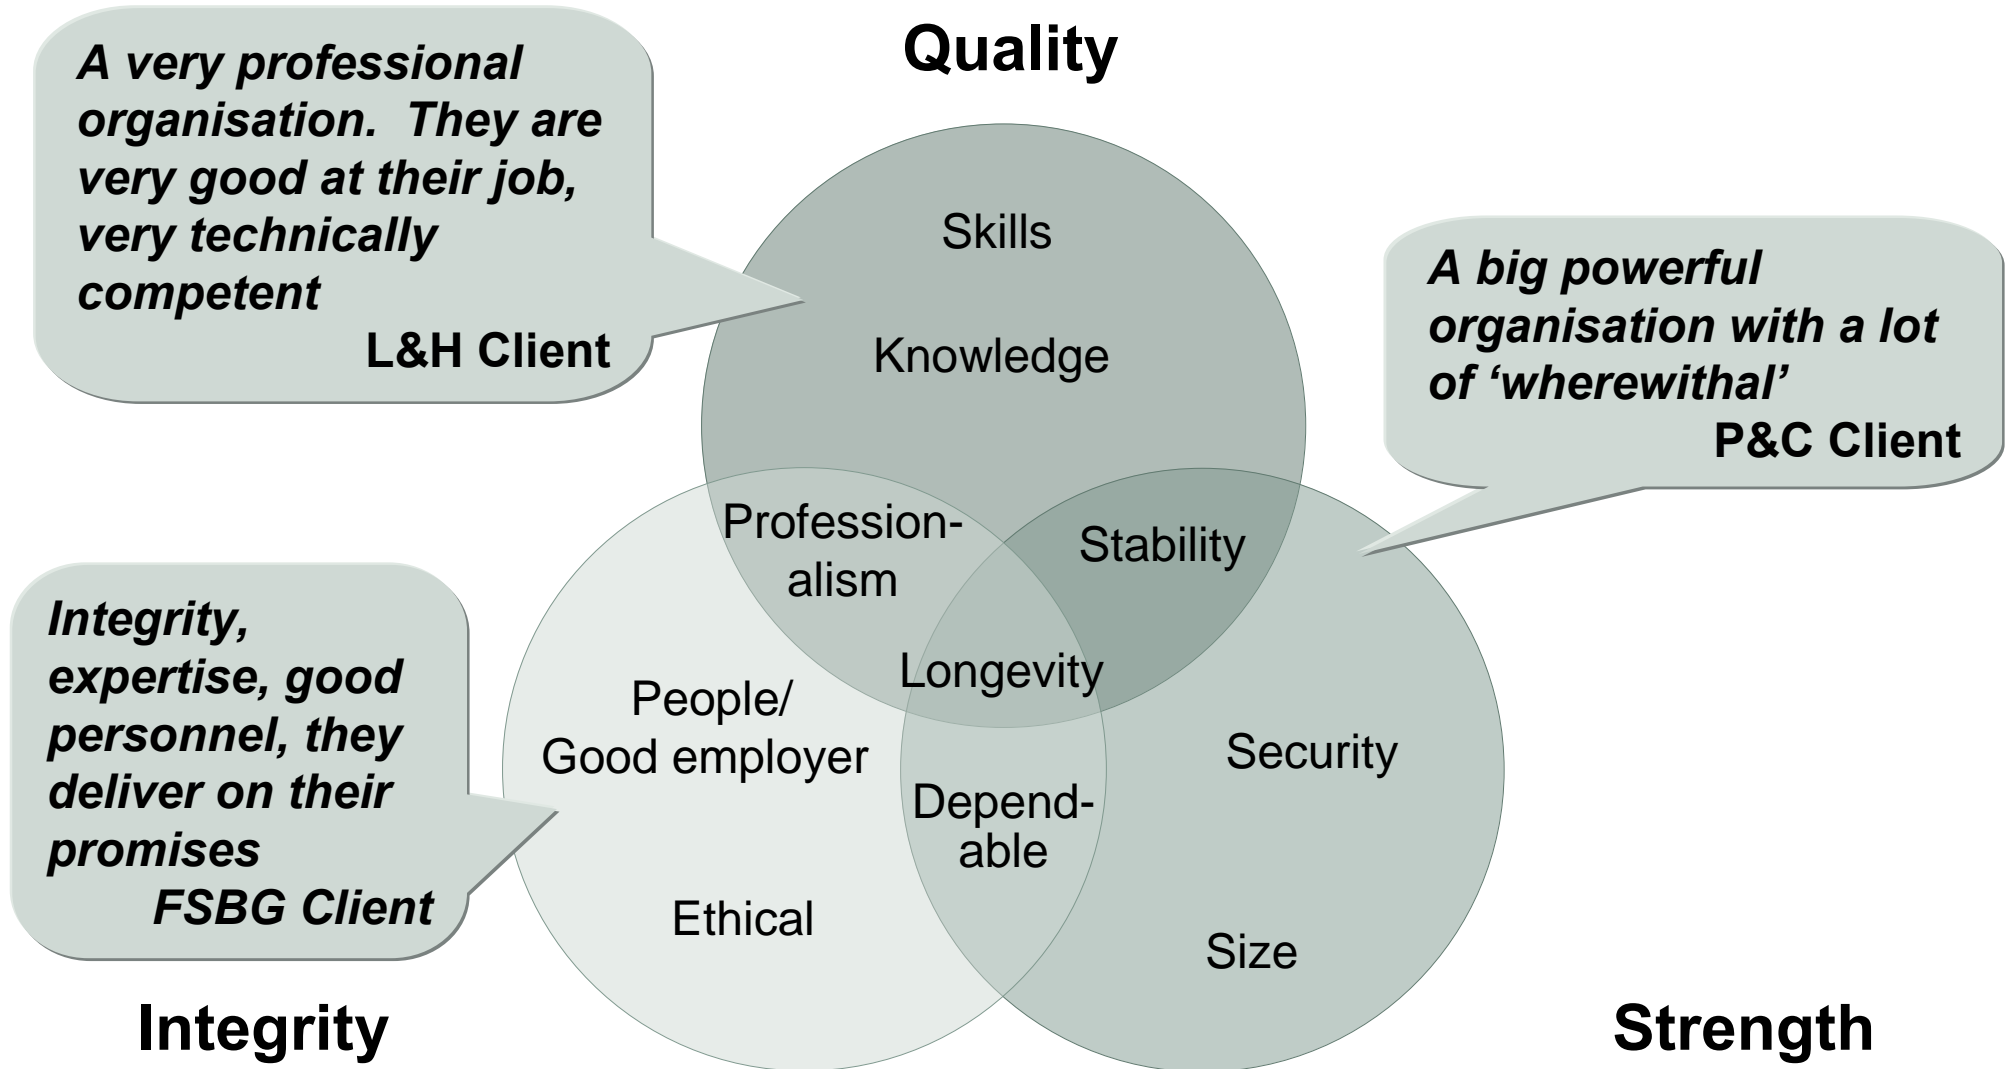 Quality
A very professional
organisation. They are
very good at their job,
very technically
competent
L&H Client
A big powerful
organisation with a lot
of ‘wherewithal’
P&C Client
Skills
Knowledge
Profession-
alism
Stability
Longevity
Integrity,
expertise, good
personnel, they
deliver on their
promises
FSBG Client
People/
Good employer
Security
Depend-
able
Ethical
Size
Integrity
Strength